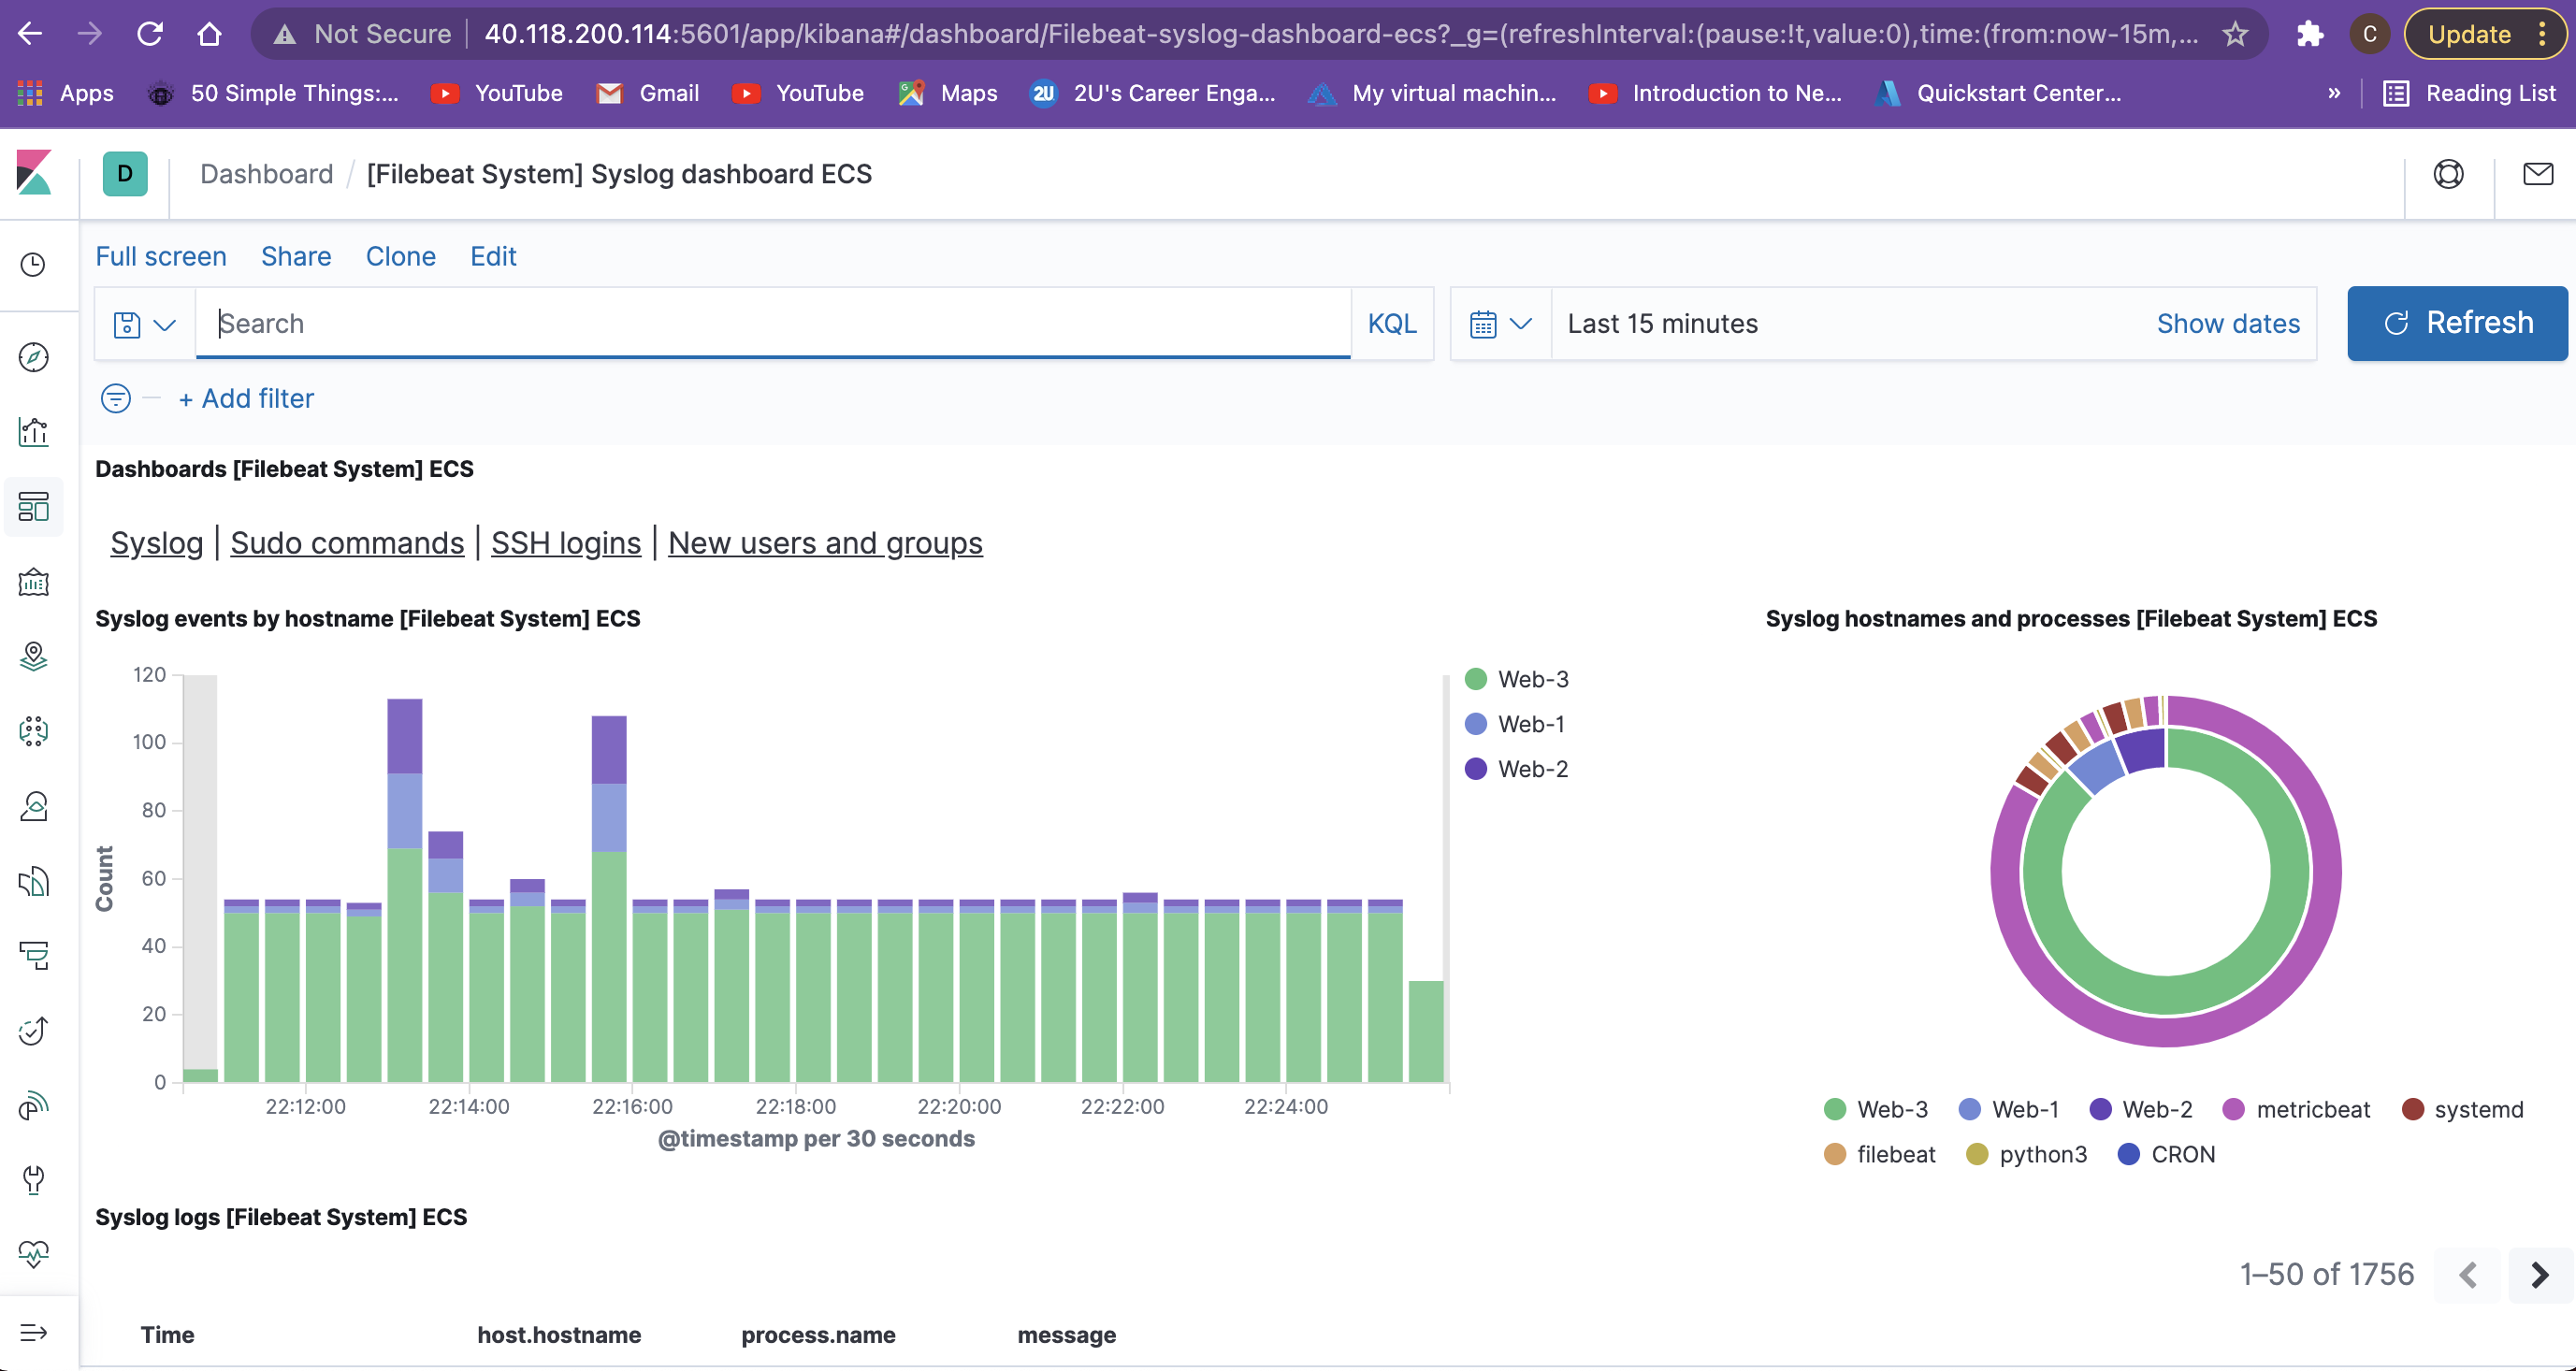 Not Secure 40.118.200.114:5601/app/kibana#/dashboard/Filebeat-syslog-dashboard-ecs?_g=(refreshInterval:(pause:!t,value:0),time:(from:now-15m,... C Update
Apps 50 Simple Things:... YouTube Gmail YouTube Maps 2U 2U's Career Enga... My virtual machin... Introduction to Ne... Quickstart Center... » Reading List
D Dashboard / [Filebeat System] Syslog dashboard ECS
Full screen Share Clone Edit
Search KQL Last 15 minutes Show dates Refresh
+ Add filter
Dashboards [Filebeat System] ECS
Syslog | Sudo commands | SSH logins | New users and groups
Syslog events by hostname [Filebeat System] ECS
120
100
80
60
40
20
0
Count
22:12:00 22:14:00 22:16:00 22:18:00 22:20:00 22:22:00 22:24:00
@timestamp per 30 seconds
Web-3
Web-1
Web-2
Syslog hostnames and processes [Filebeat System] ECS
Web-3 Web-1 Web-2 metricbeat systemd
filebeat python3 CRON
Syslog logs [Filebeat System] ECS
1–50 of 1756
Time host.hostname process.name message